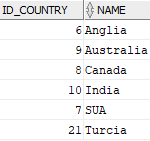 ID_COUNTRY NAME
6 Anglia
9 Australia
8 Canada
10 India
7 SUA
21 Turcia